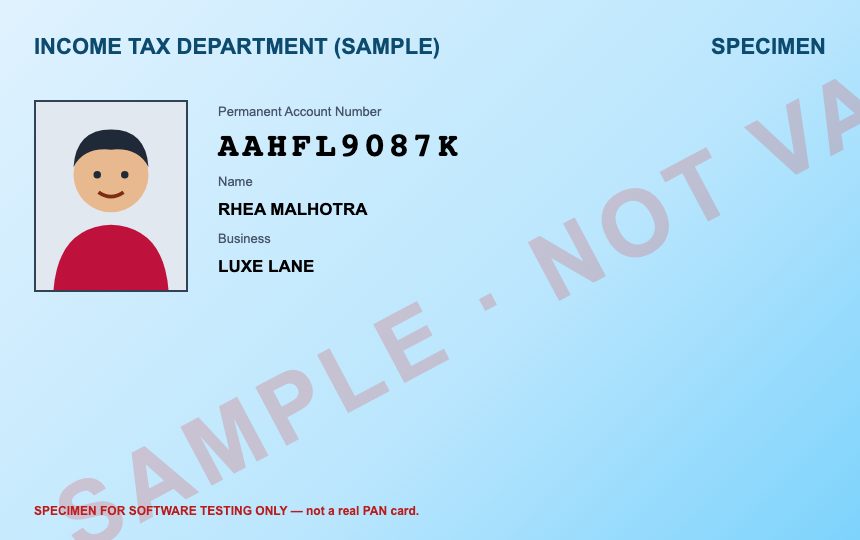 INCOME TAX DEPARTMENT (SAMPLE) SPECIMEN
Permanent Account Number
AAHFL9087K
Name
RHEA MALHOTRA
Business
LUXE LANE
SAMPLE · NOT VA
SPECIMEN FOR SOFTWARE TESTING ONLY — not a real PAN card.